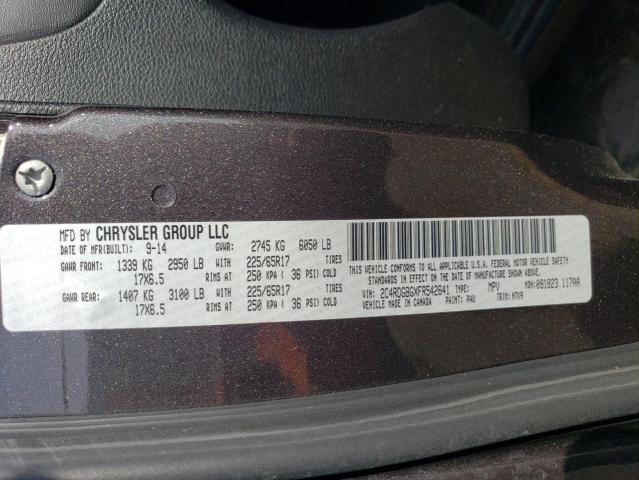 MFD BY CHRYSLER GROUP LLC
DATE OF MFR(BUILT): 9-14 GVWR: 2745 KG 6050 LB
GAWR FRONT: 1339 KG 2950 LB WITH 225/65R17 TIRES
17X6.5 RIMS AT 250 KPA ( 36 PSI) COLD
GAWR REAR: 1407 KG 3100 LB WITH 225/65R17 TIRES
17X6.5 RIMS AT 250 KPA ( 36 PSI) COLD
THIS VEHICLE CONFORMS TO ALL APPLICABLE U.S.A. FEDERAL MOTOR VEHICLE SAFETY
STANDARDS IN EFFECT ON THE DATE OF MANUFACTURE SHOWN ABOVE.
VIN: 2C4RDGBGXFR542641 TYPE: MPV MDH: 091823 117AA
VEHICLE MADE IN CANADA PAINT: PAU TRIM: H7X9